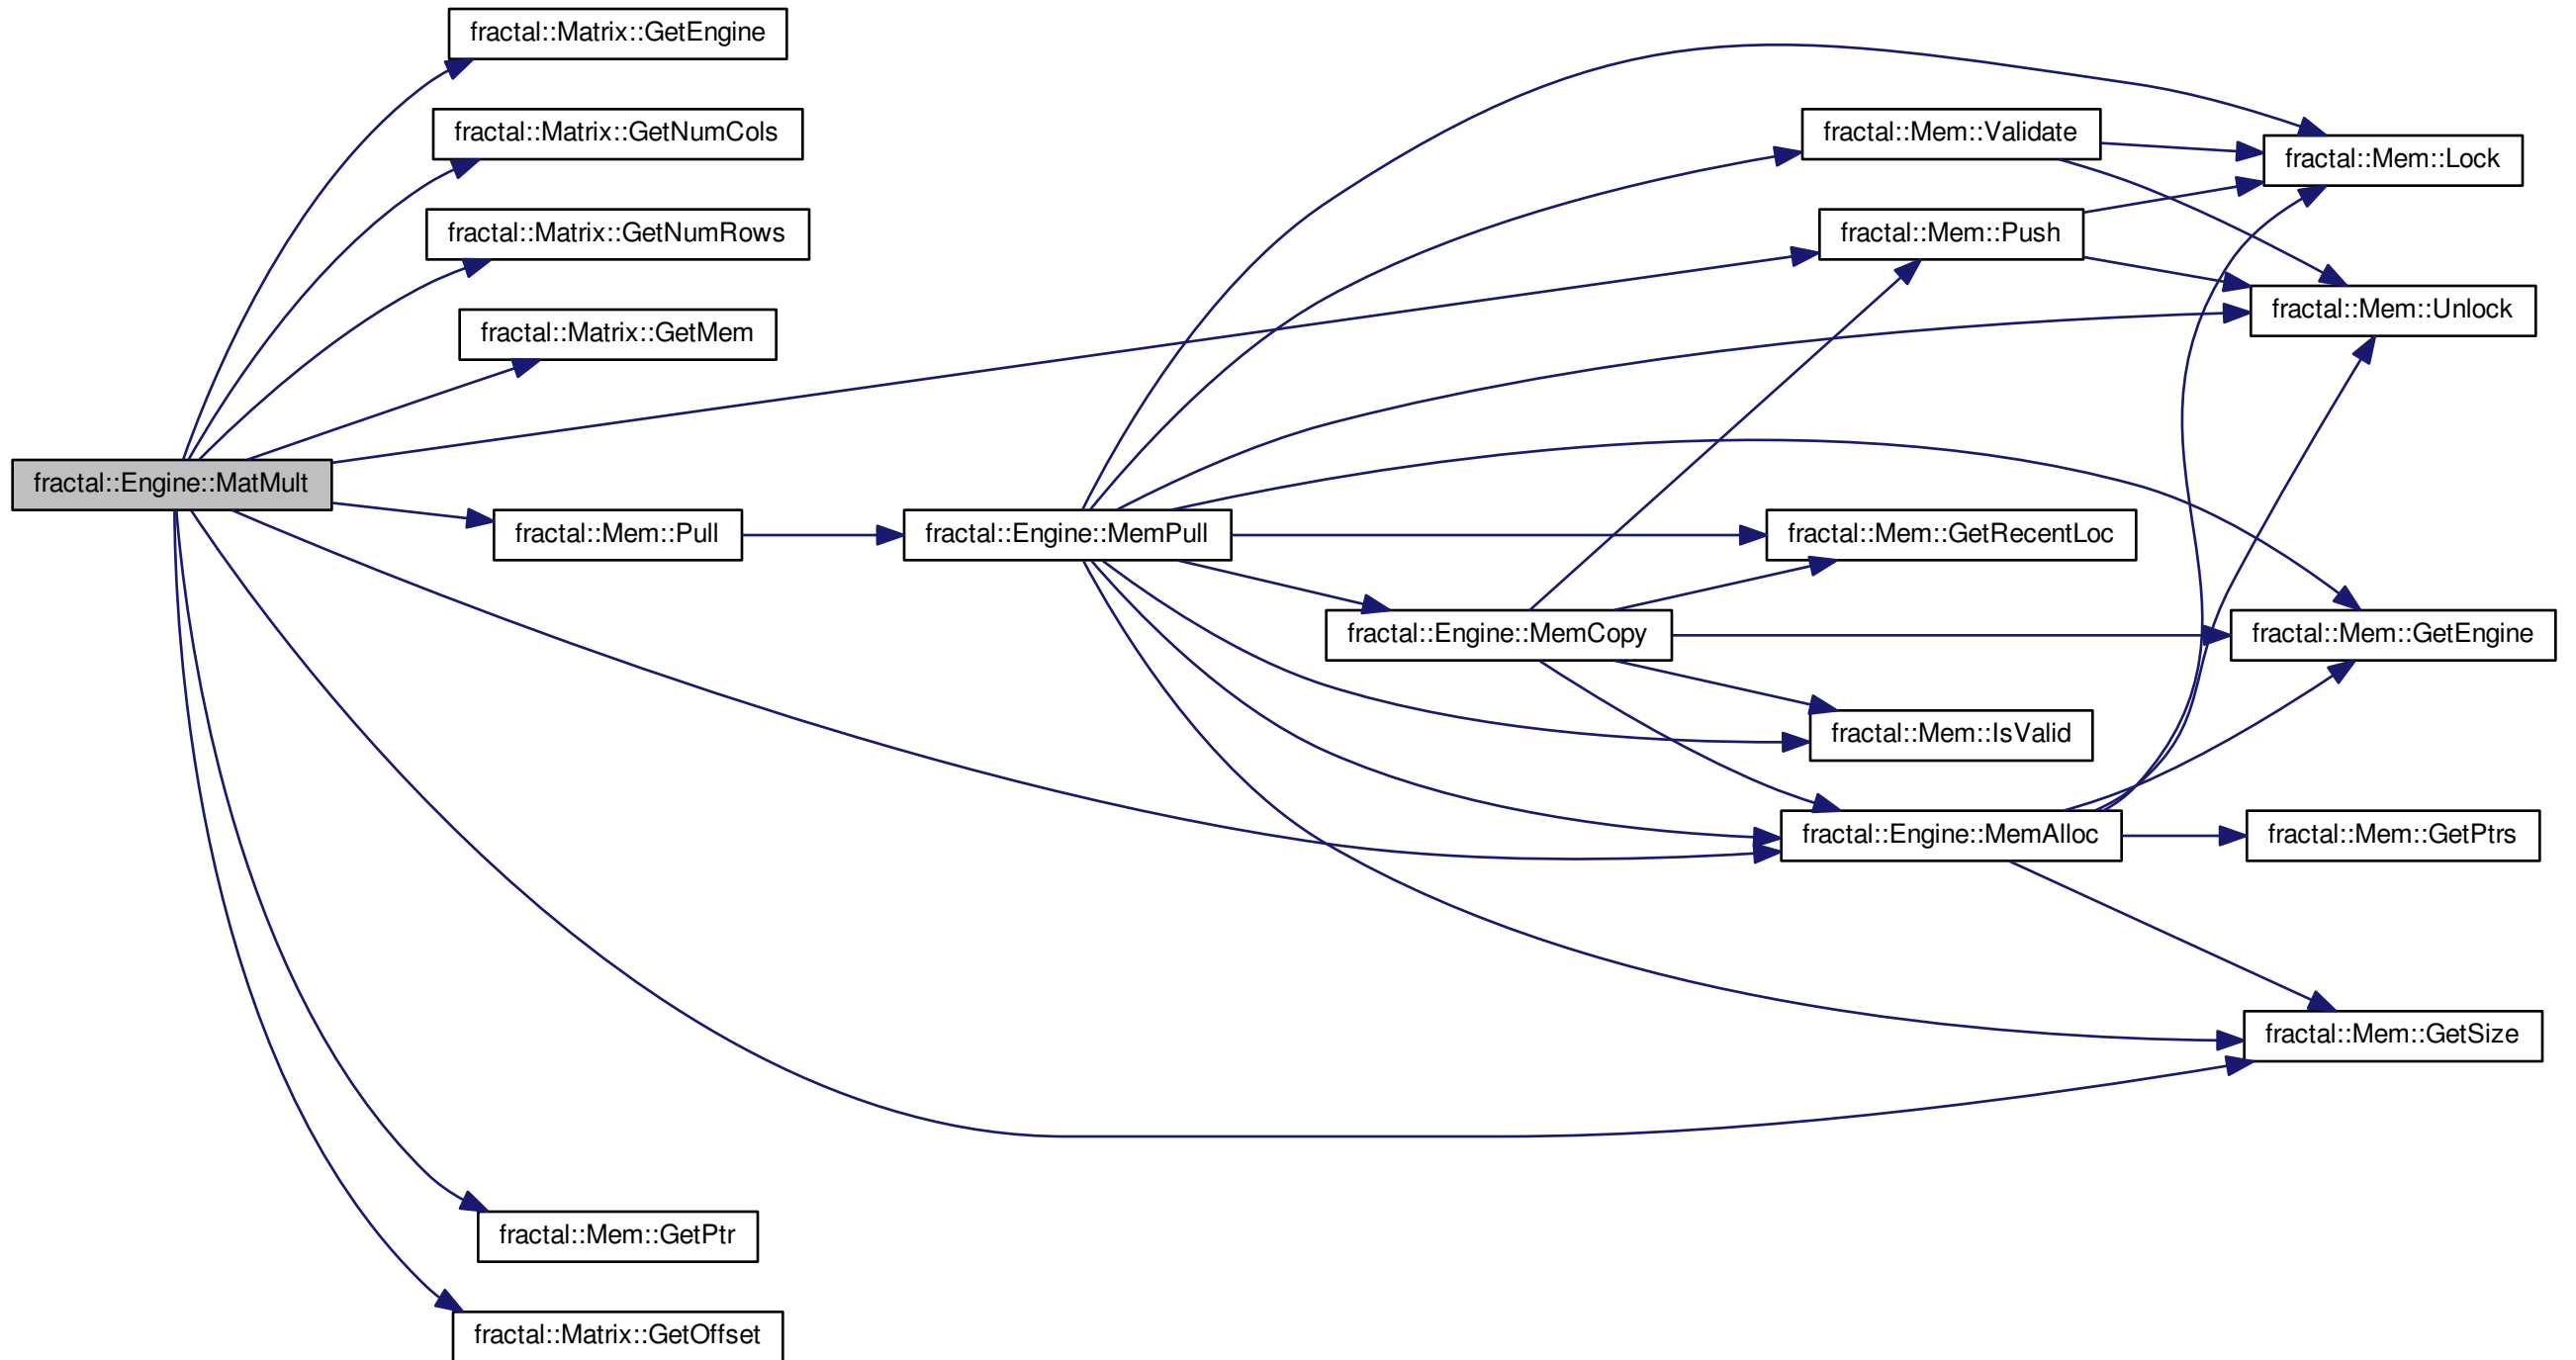 fractal::Matrix::GetEngine
fractal::Matrix::GetNumCols
fractal::Mem::Validate
fractal::Mem::Lock
fractal::Matrix::GetNumRows
fractal::Mem::Push
fractal::Mem::Unlock
fractal::Matrix::GetMem
fractal::Engine::MatMult
fractal::Mem::Pull
fractal::Engine::MemPull
fractal::Mem::GetRecentLoc
fractal::Engine::MemCopy
fractal::Mem::GetEngine
fractal::Mem::IsValid
fractal::Engine::MemAlloc
fractal::Mem::GetPtrs
fractal::Mem::GetSize
fractal::Mem::GetPtr
fractal::Matrix::GetOffset